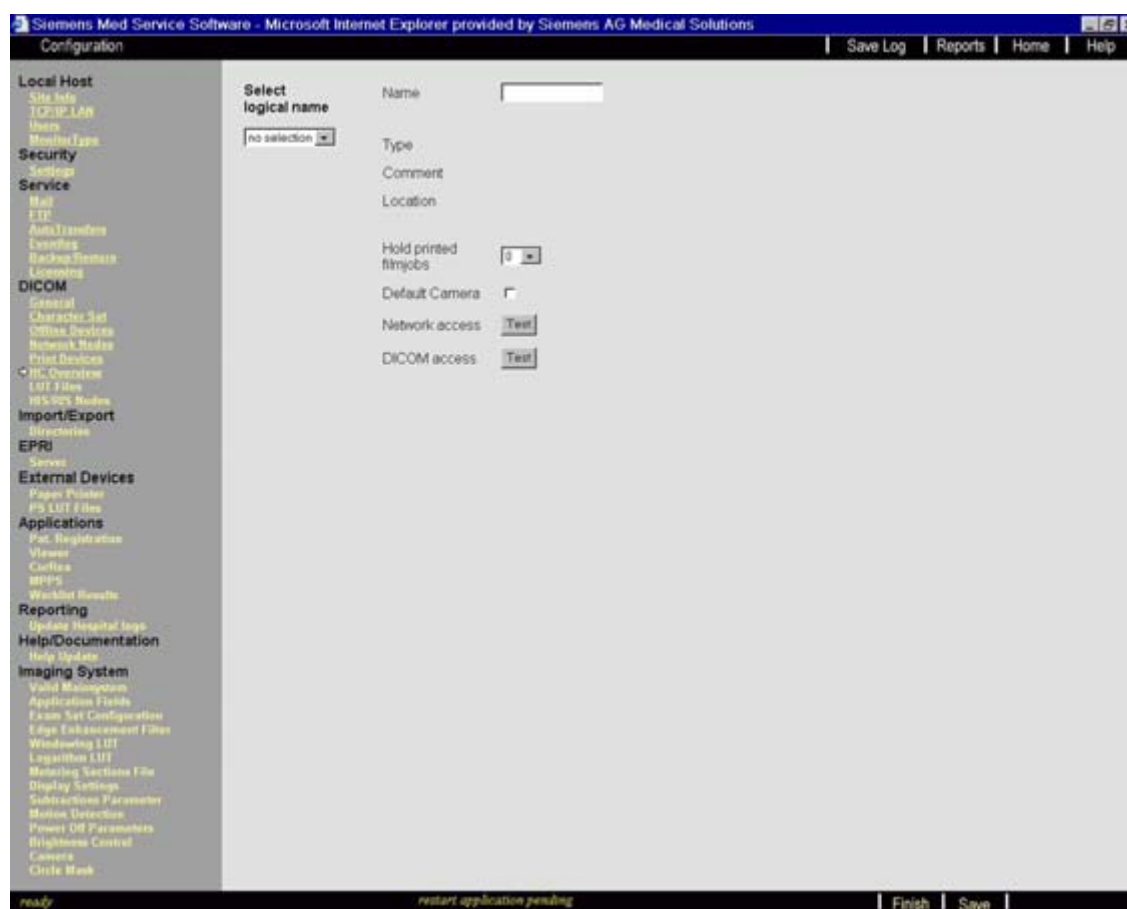 Siemens Med Service Software - Microsoft Internet Explorer provided by Siemens AG Medical Solutions
Configuration
Save Log
Reports
Home
Help
Local Host
Site Info
TCP/IP LAN
Users
MonitorType
Security
Settings
Service
Mail
FTP
AutoTransfers
Eventlog
Backup/Restore
Licensing
DICOM
General
Character Set
Offline Devices
Network Nodes
Print Devices
HC Overview
LUT Files
HIS/RIS Nodes
Import/Export
Directories
EPRI
Server
External Devices
Paper Printer
PS LUT Files
Applications
Pat. Registration
Viewer
CarRea
MPPS
Worklist Results
Reporting
Update Hospital logo
Help/Documentation
Help Update
Imaging System
Valid Mainsystem
Application Fields
Exam Set Configuration
Edge Enhancement Filter
Windowing LUT
Logarithm LUT
Metering Sections File
Display Settings
Subtractions Parameter
Motion Detection
Power Off Parameters
Brightness Control
Camera
Circle Mask
Select
logical name
no selection
Name
Type
Comment
Location
Hold printed
filmjobs
0
Default Camera
Network access
Test
DICOM access
Test
ready
restart application pending
Finish
Save